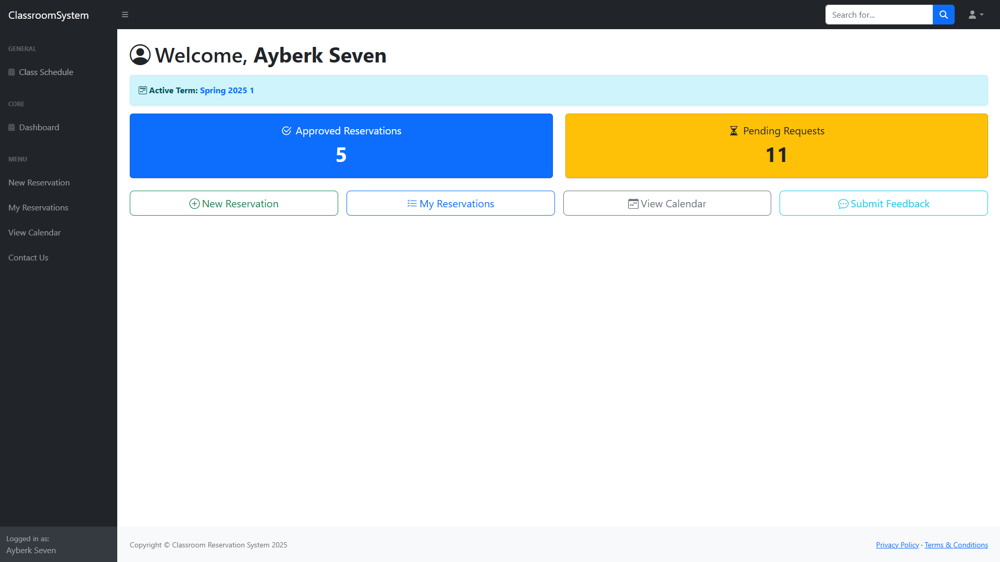 ClassroomSystem
Search for...
GENERAL
Class Schedule
CORE
Dashboard
MENU
New Reservation
My Reservations
View Calendar
Contact Us
Logged in as:
Ayberk Seven
Welcome, Ayberk Seven
Active Term: Spring 2025 1
Approved Reservations
5
Pending Requests
11
New Reservation
My Reservations
View Calendar
Submit Feedback
Copyright © Classroom Reservation System 2025
Privacy Policy · Terms & Conditions